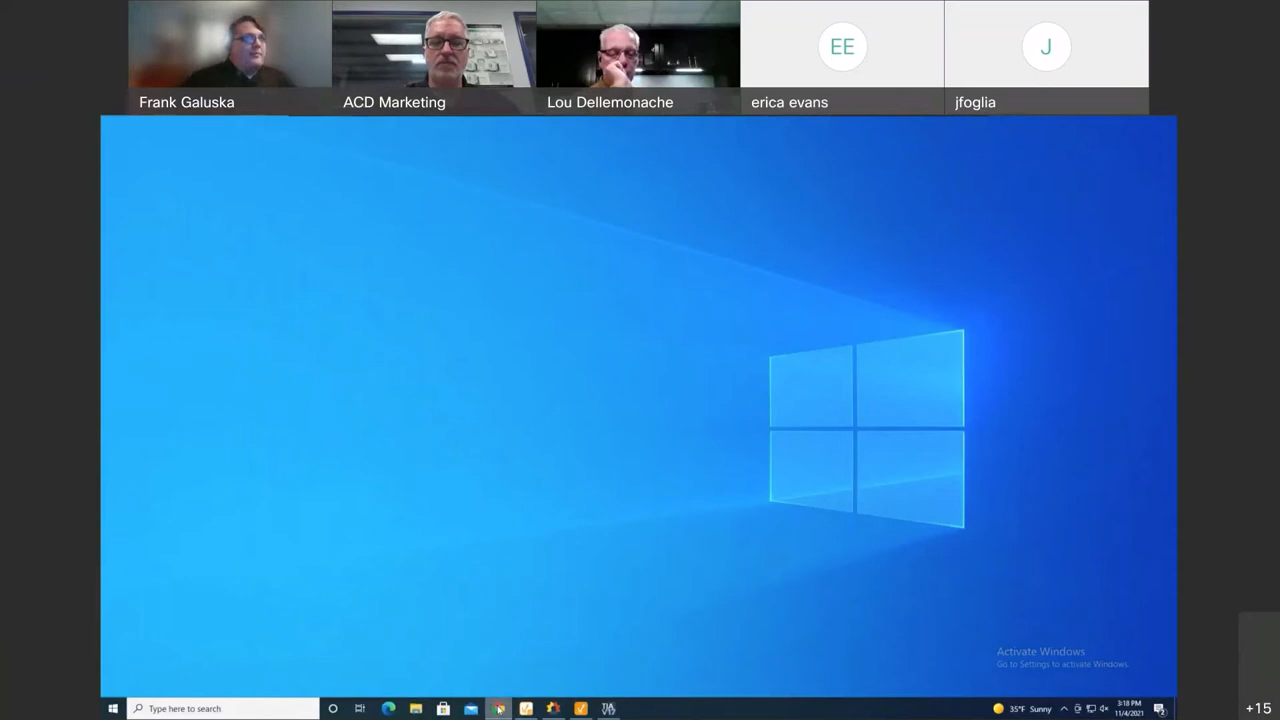 Frank Galuska
ACD Marketing
Lou Dellemonache
EE
erica evans
J
jfoglia
Activate Windows
Go to Settings to activate Windows.
Type here to search
35°F Sunny
3:18 PM
11/4/2021
2
+15